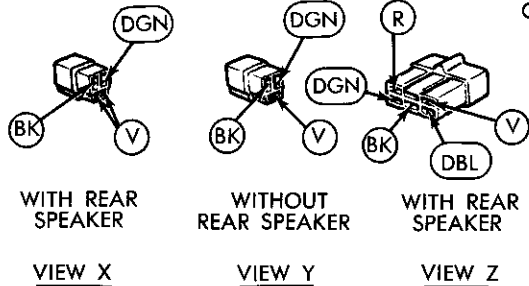 DGN
BK
V
WITH REAR
SPEAKER
VIEW X
DGN
BK
V
WITHOUT
REAR SPEAKER
VIEW Y
R
DGN
BK
V
DBL
WITH REAR
SPEAKER
VIEW Z